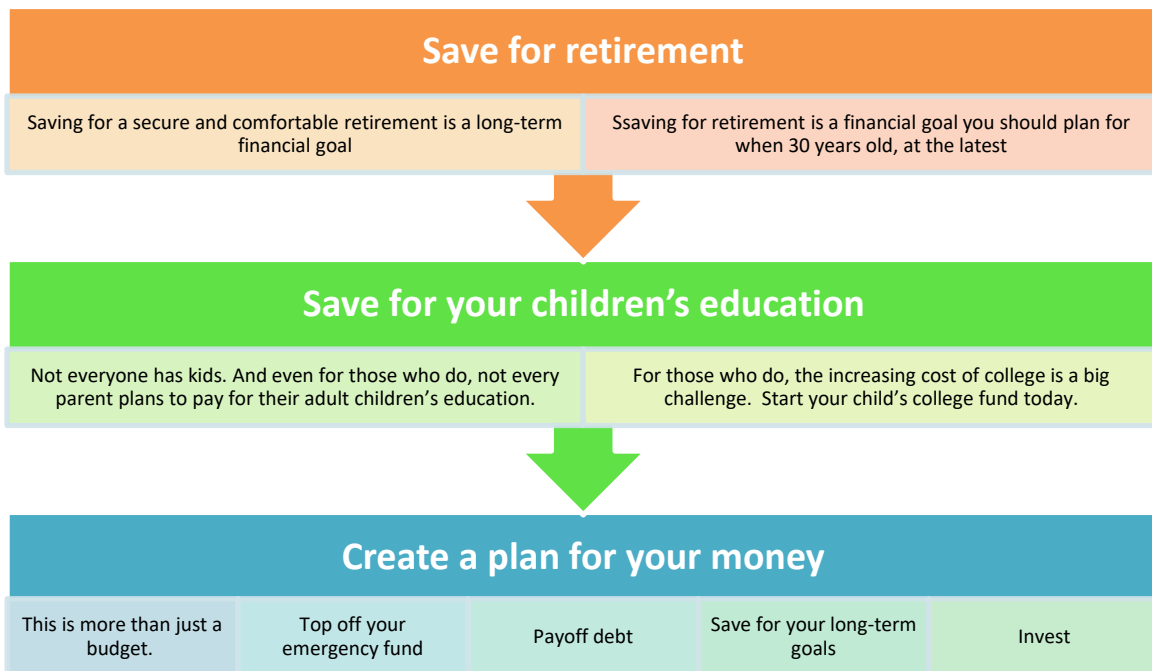 Save for retirement
Saving for a secure and comfortable retirement is a long-term
financial goal
Ssaving for retirement is a financial goal you should plan for
when 30 years old, at the latest
Save for your children’s education
Not everyone has kids. And even for those who do, not every
parent plans to pay for their adult children’s education.
For those who do, the increasing cost of college is a big
challenge.  Start your child’s college fund today.
Create a plan for your money
This is more than just a
budget.
Top off your
emergency fund
Payoff debt
Save for your long-term
goals
Invest